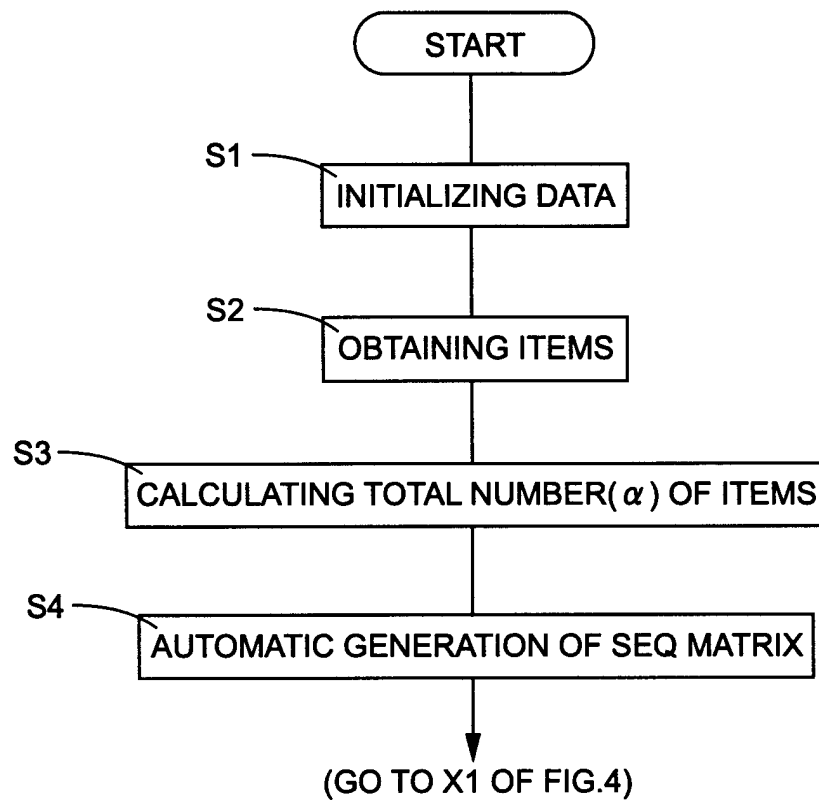 START
S1
INITIALIZING DATA
S2
OBTAINING ITEMS
S3
CALCULATING TOTAL NUMBER(α) OF ITEMS
S4
AUTOMATIC GENERATION OF SEQ MATRIX
(GO TO X1 OF FIG.4)